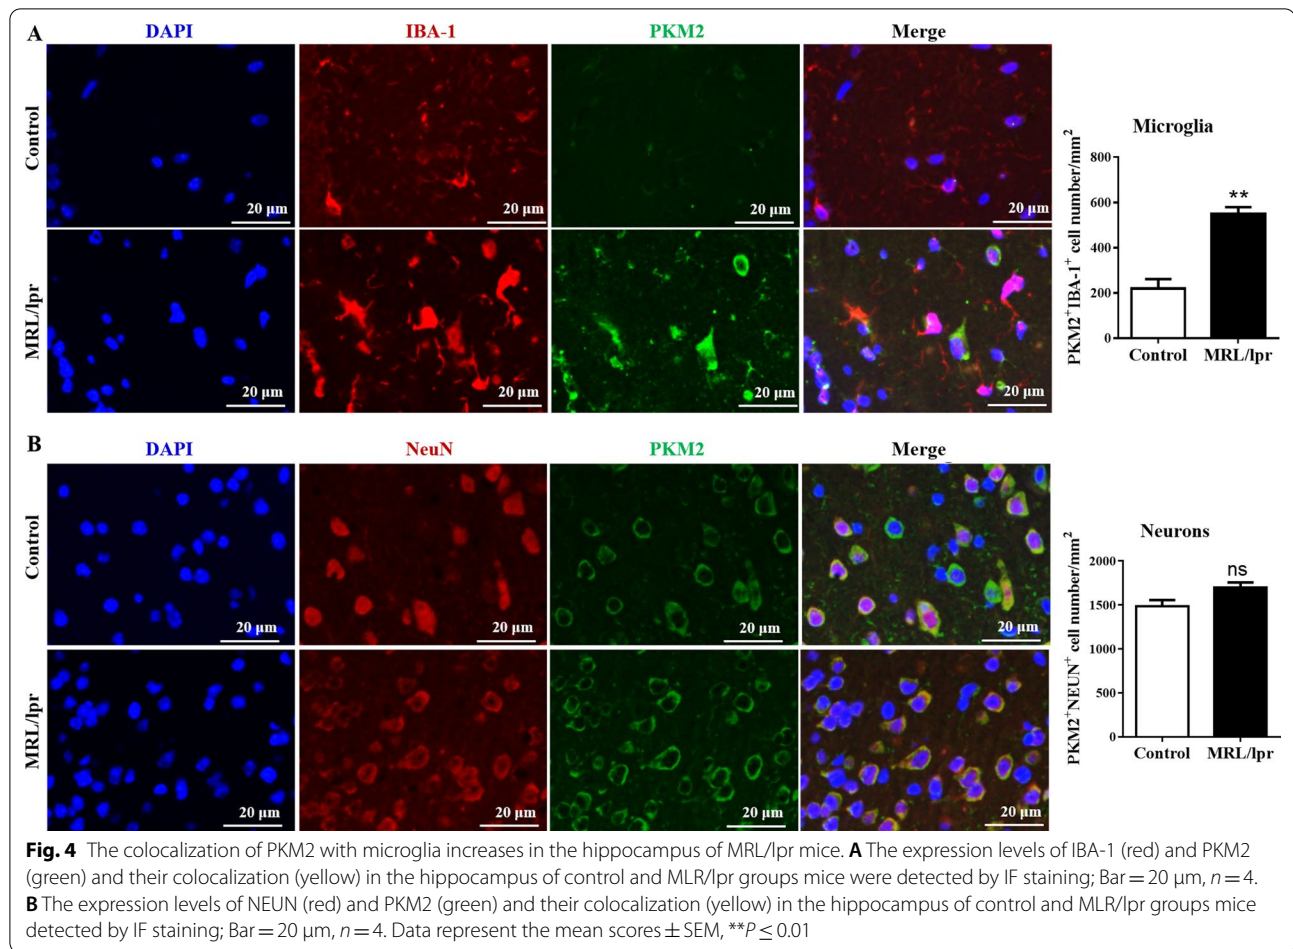 A
DAPI IBA-1 PKM2 Merge
Control
20 μm 20 μm 20 μm 20 μm
MRL/lpr
20 μm 20 μm 20 μm 20 μm
Microglia
PKM2⁺IBA-1⁺ cell number/mm²
800
600
400
200
0
**
Control MRL/lpr
B
DAPI NeuN PKM2 Merge
Control
20 μm 20 μm 20 μm 20 μm
MRL/lpr
20 μm 20 μm 20 μm 20 μm
Neurons
PKM2⁺NEUN⁺ cell number/mm²
2000
1500
1000
500
0
ns
Control MRL/lpr
Fig. 4 The colocalization of PKM2 with microglia increases in the hippocampus of MRL/lpr mice. A The expression levels of IBA-1 (red) and PKM2
(green) and their colocalization (yellow) in the hippocampus of control and MLR/lpr groups mice were detected by IF staining; Bar = 20 μm, n = 4.
B The expression levels of NEUN (red) and PKM2 (green) and their colocalization (yellow) in the hippocampus of control and MLR/lpr groups mice
detected by IF staining; Bar = 20 μm, n = 4. Data represent the mean scores ± SEM, **P ≤ 0.01